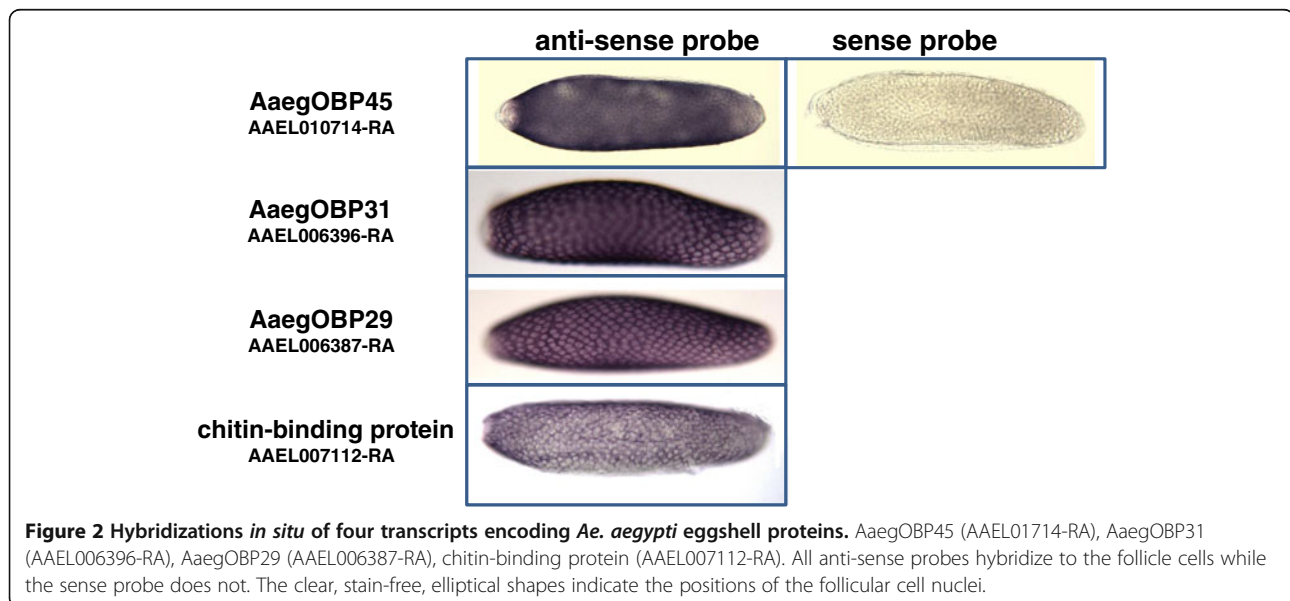 anti-sense probe sense probe
AaegOBP45
AAEL010714-RA
AaegOBP31
AAEL006396-RA
AaegOBP29
AAEL006387-RA
chitin-binding protein
AAEL007112-RA
Figure 2 Hybridizations in situ of four transcripts encoding Ae. aegypti eggshell proteins. AaegOBP45 (AAEL01714-RA), AaegOBP31
(AAEL006396-RA), AaegOBP29 (AAEL006387-RA), chitin-binding protein (AAEL007112-RA). All anti-sense probes hybridize to the follicle cells while
the sense probe does not. The clear, stain-free, elliptical shapes indicate the positions of the follicular cell nuclei.